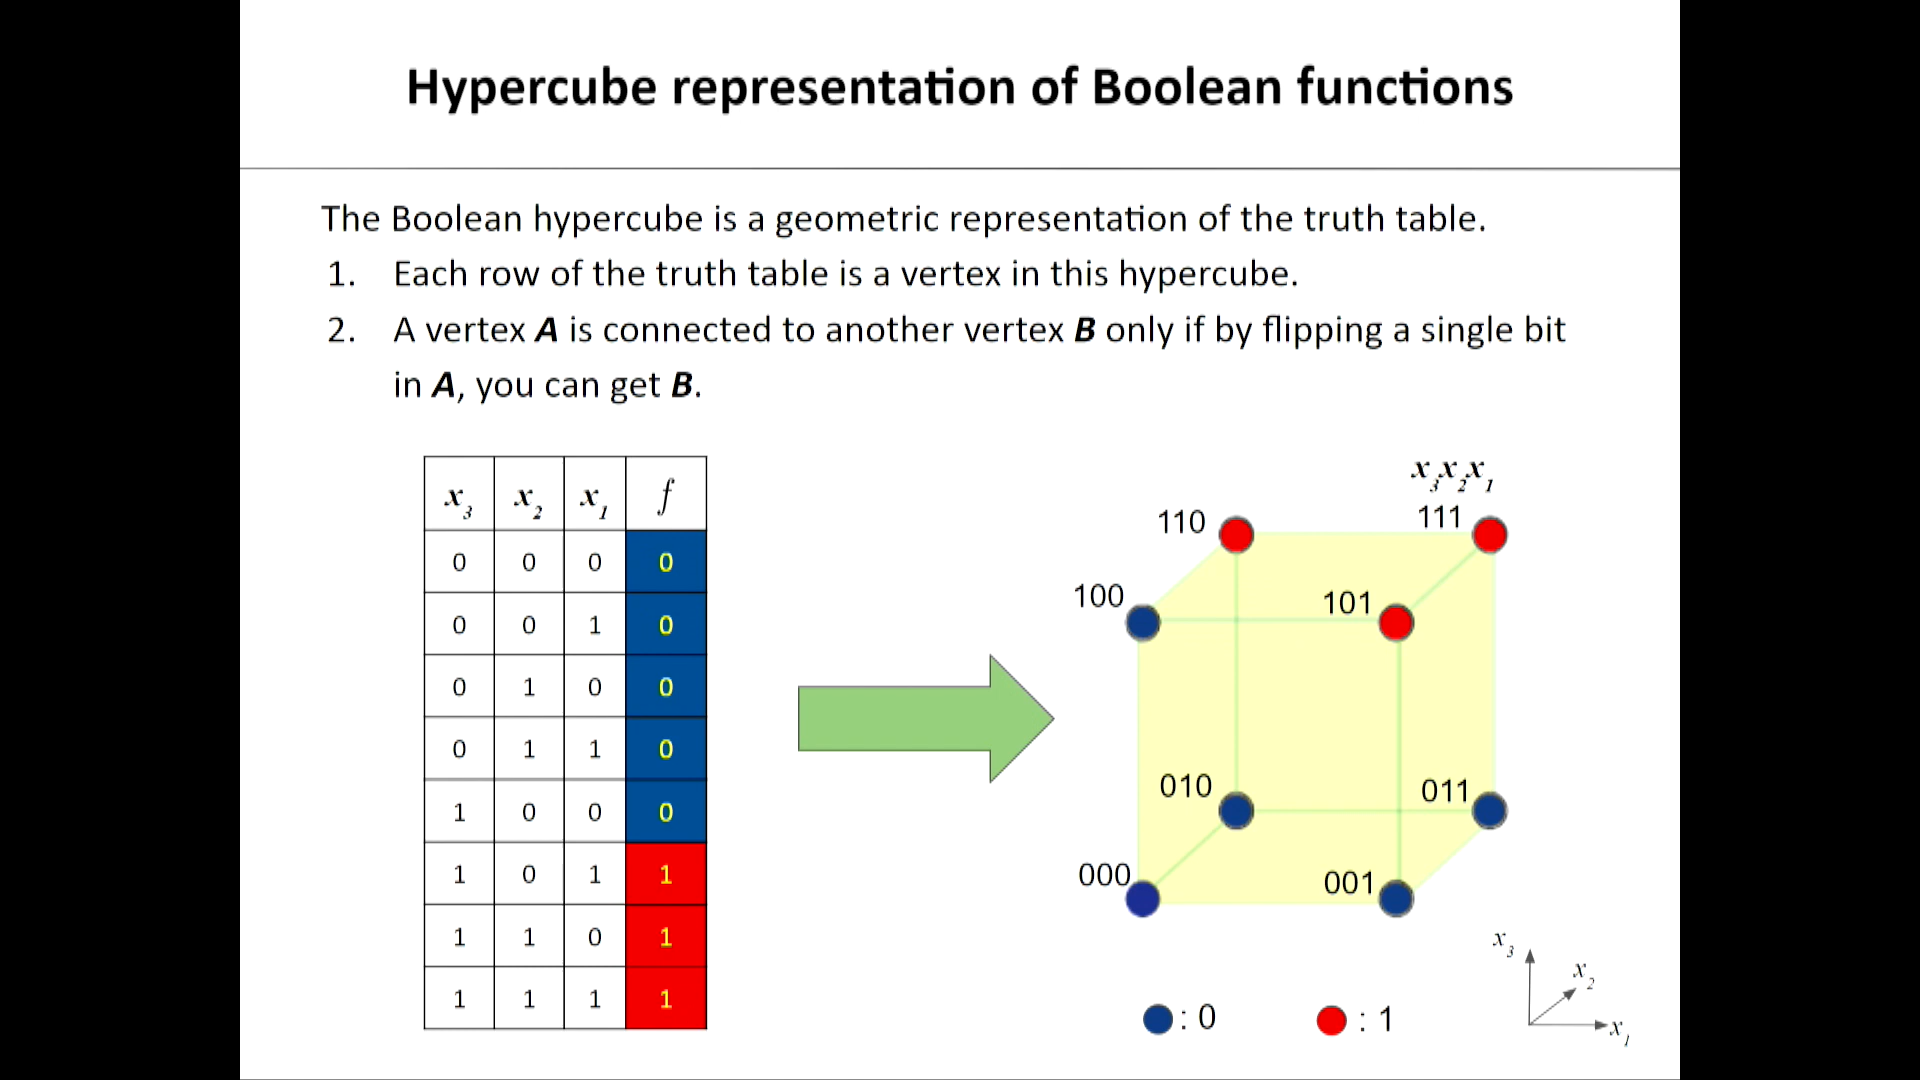 Hypercube representation of Boolean functions
The Boolean hypercube is a geometric representation of the truth table.
1. Each row of the truth table is a vertex in this hypercube.
2. A vertex A is connected to another vertex B only if by flipping a single bit
in A, you can get B.
x3 x2 x1 f
0 0 0 0
0 0 1 0
0 1 0 0
0 1 1 0
1 0 0 0
1 0 1 1
1 1 0 1
1 1 1 1
x3x2x1
110 111
100 101
010 011
000 001
x3
x2
x1
: 0 : 1